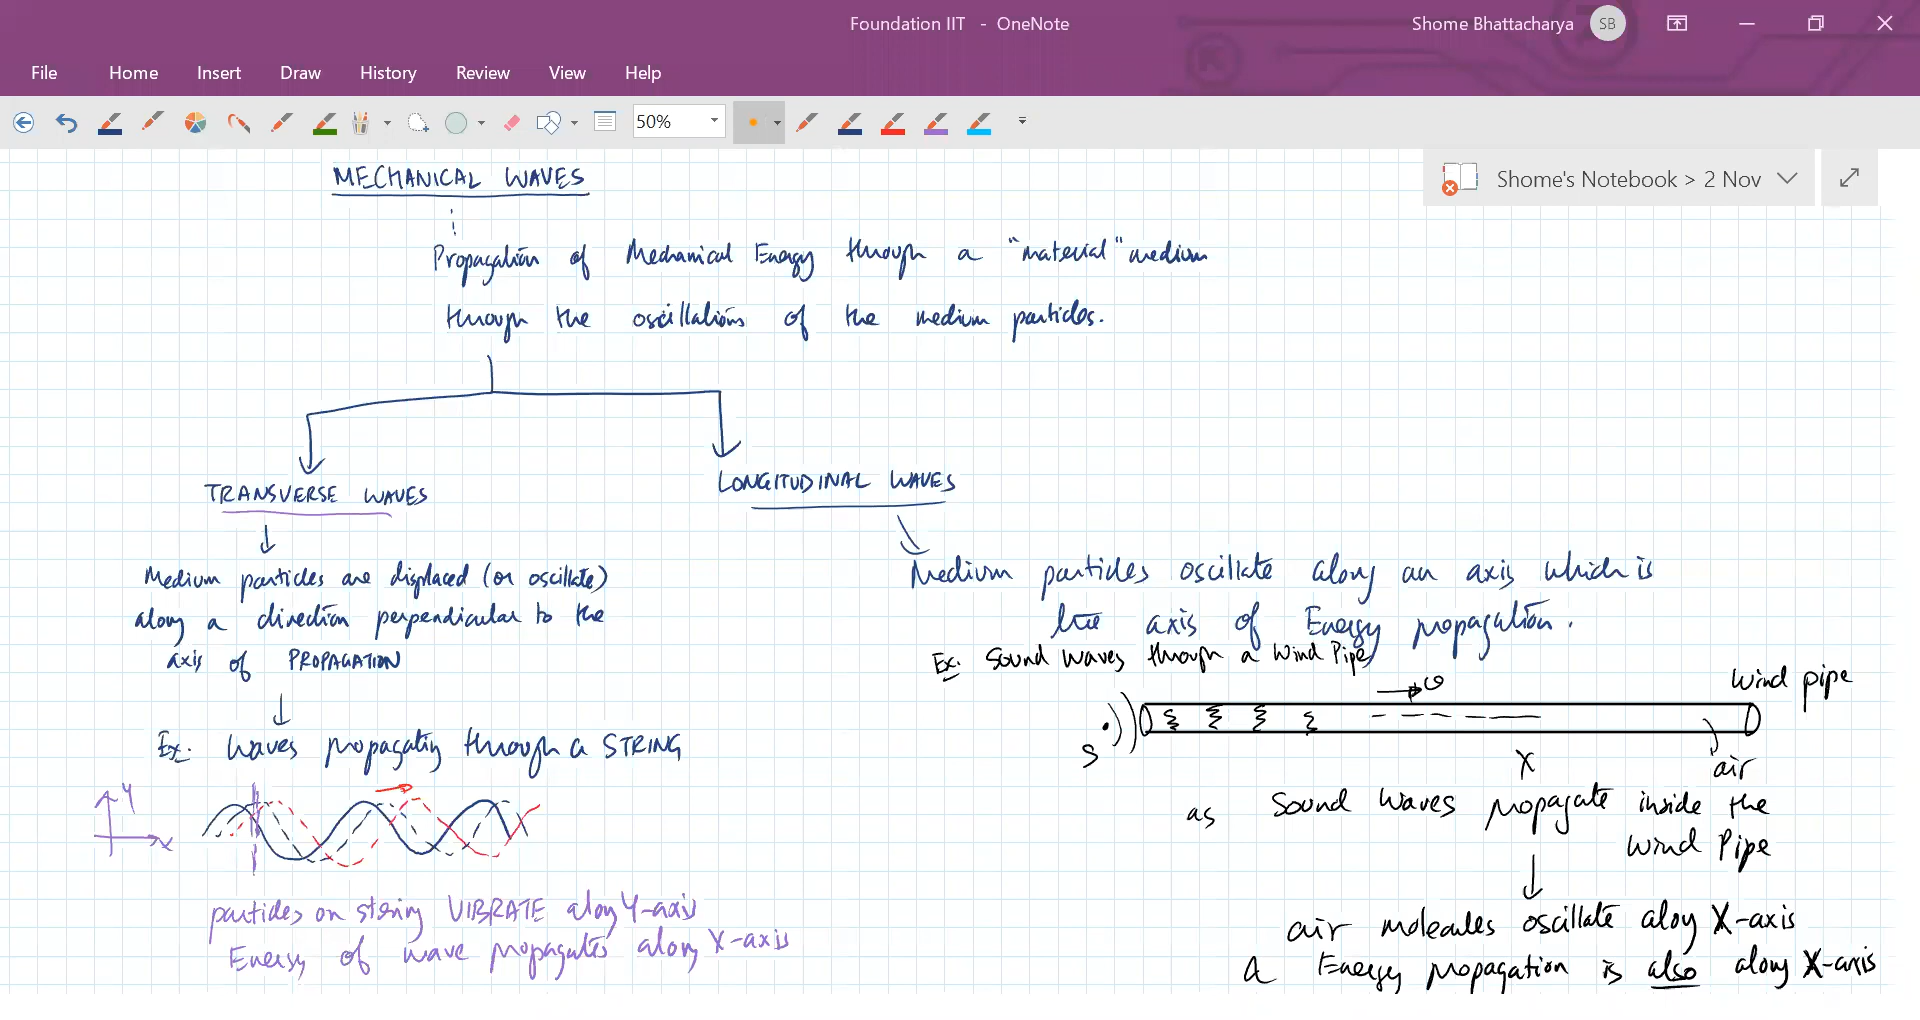 Foundation IIT - OneNote
Shome Bhattacharya SB
File Home Insert Draw History Review View Help
50%
Shome's Notebook > 2 Nov
MECHANICAL WAVES
Propagation of Mechanical Energy through a "material" medium
through the oscillations of the medium particles.
TRANSVERSE WAVES
Medium particles are displaced (or oscillate)
along a direction perpendicular to the
axis of PROPAGATION
Ex: Waves propagating through a STRING
Y
X
particles on string VIBRATE along Y-axis
Energy of wave propagates along X-axis
LONGITUDINAL WAVES
Medium particles oscillate along an axis which is
the axis of Energy propagation.
Ex: Sound Waves through a Wind Pipe
Wind pipe
S
X
air
as Sound Waves propagate inside the
Wind Pipe
air molecules oscillate along X-axis
Energy propagation is also along X-axis